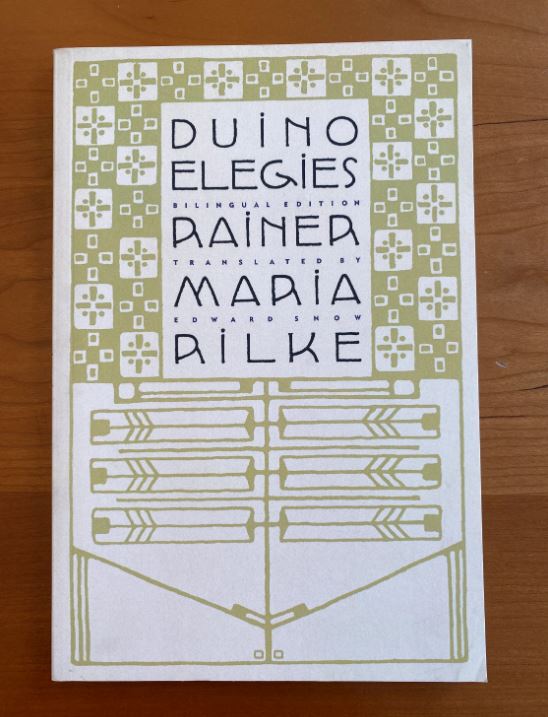 DUiNO
ELEGiES
BILINGUAL EDITION
RAiNER
TRANSLATED BY
MARiA
EDWARD SNOW
RiLKE